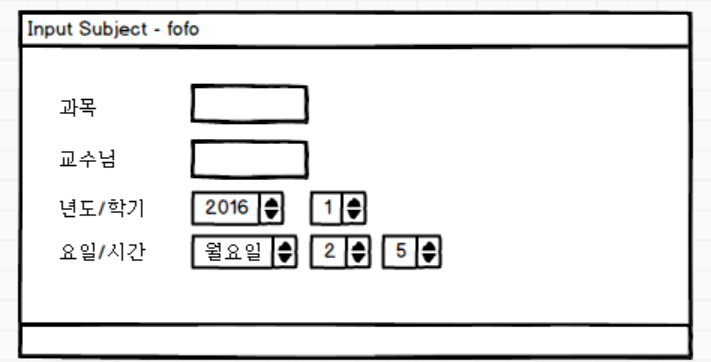 Input Subject - fofo
과목
교수님
년도/학기 2016 1
요일/시간 월요일 2 5